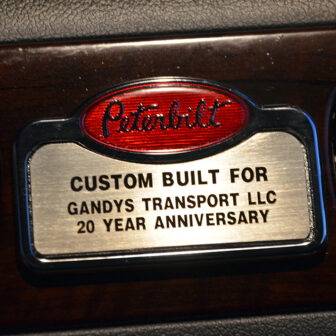 Peterbilt
CUSTOM BUILT FOR
GANDYS TRANSPORT LLC
20 YEAR ANNIVERSARY